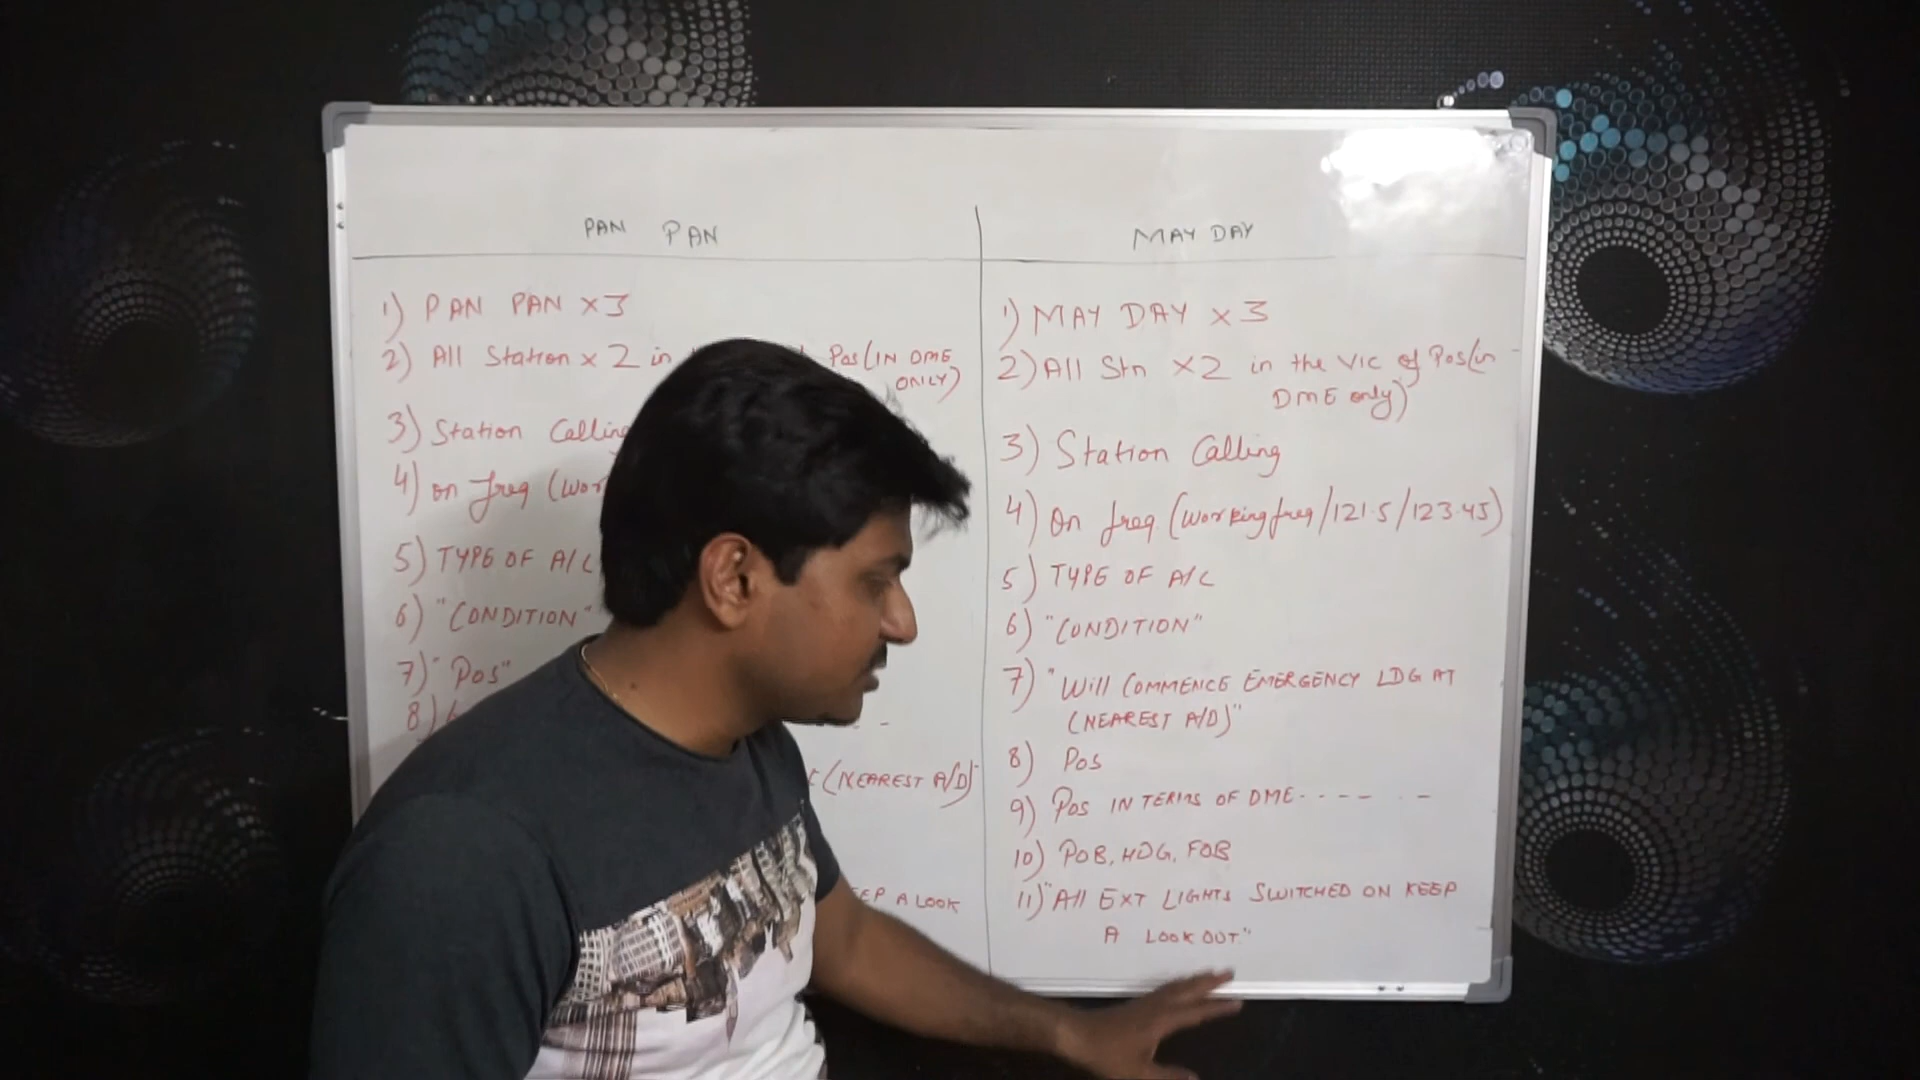 PAN PAN
1) PAN PAN x3
2) All Station x 2 in Pos (IN DME
ONLY)
3) Station Calling
4) on freq
5) TYPE OF A/C
6) "CONDITION"
7) "Pos"
8)
(NEAREST A/D)"
A LOOK
MAY DAY
1) MAY DAY x 3
2) All Stn x2 in the Vic of Pos (in
DME only)
3) Station Calling
4) On freq. (Working freq/121.5/123.45)
5) TYPE OF A/C
6) "CONDITION"
7) "Will COMMENCE EMERGENCY LDG AT
(NEAREST A/D)"
8) Pos
9) Pos IN TERMS OF DME- - - - - -
10) POB, HDG, FOB
11) "All EXT LIGHTS SWITCHED ON KEEP
A LOOK OUT."